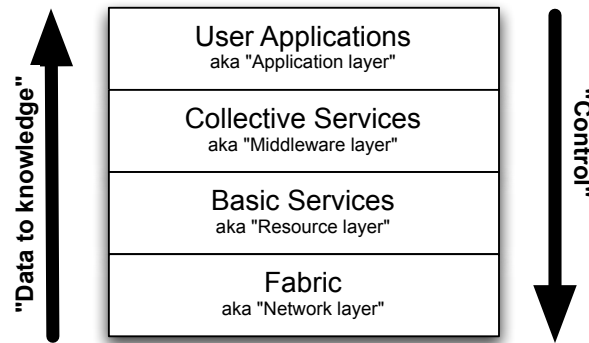 "Data to knowledge"
User Applications
aka "Application layer"
Collective Services
aka "Middleware layer"
Basic Services
aka "Resource layer"
Fabric
aka "Network layer"
"Control"